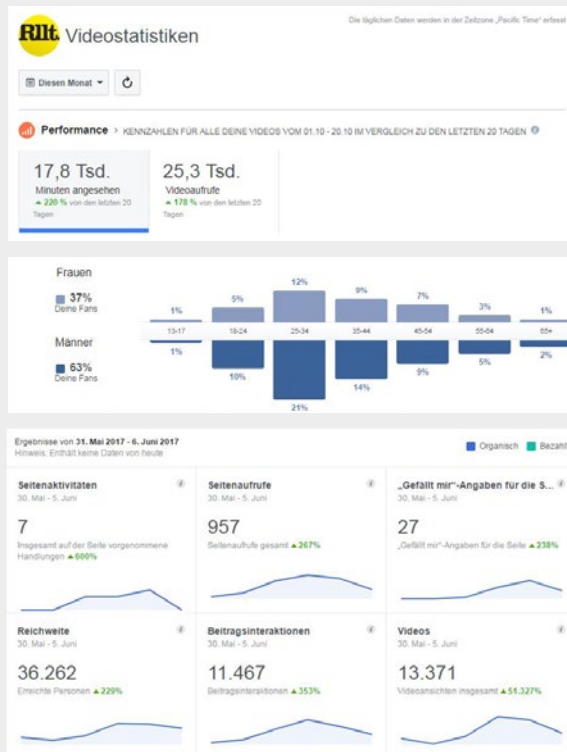 Rllt.
Videostatistiken
Die täglichen Daten werden in der Zeitzone „Pacific Time“ erfasst
Diesen Monat
Performance > KENNZAHLEN FÜR ALLE DEINE VIDEOS VOM 01.10 - 20.10 IM VERGLEICH ZU DEN LETZTEN 20 TAGEN
17,8 Tsd.
Minuten angesehen
220 % von den letzten 20
Tagen
25,3 Tsd.
Videoaufrufe
178 % von den letzten 20
Tagen
Frauen
37%
Deine Fans
1% 5% 12% 9% 7% 3% 1%
13-17 18-24 25-34 35-44 45-54 55-64 65+
Männer
63%
Deine Fans
1% 10% 21% 14% 9% 5% 2%
Ergebnisse von 31. Mai 2017 - 6. Juni 2017
Hinweis: Enthält keine Daten von heute
Organisch Bezahlt
Seitenaktivitäten
30. Mai - 5. Juni
7
Insgesamt auf der Seite vorgenommene
Handlungen 600%
Seitenaufrufe
30. Mai - 5. Juni
957
Seitenaufrufe gesamt 267%
„Gefällt mir“-Angaben für die S...
30. Mai - 5. Juni
27
„Gefällt mir“-Angaben für die Seite 238%
Reichweite
30. Mai - 5. Juni
36.262
Erreichte Personen 229%
Beitragsinteraktionen
30. Mai - 5. Juni
11.467
Beitragsinteraktionen 353%
Videos
30. Mai - 5. Juni
13.371
Videoansichten insgesamt 51.327%